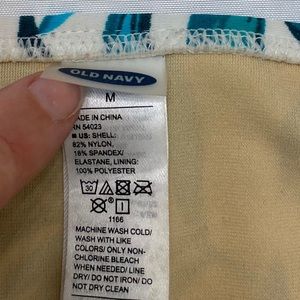 OLD NAVY
M
MADE IN CHINA
RN 54023
US: SHELL:
82% NYLON,
18% SPANDEX/
ELASTANE, LINING:
100% POLYESTER
30
1166
MACHINE WASH COLD/
WASH WITH LIKE
COLORS/ ONLY NON-
CHLORINE BLEACH
WHEN NEEDED/ LINE
DRY/ DO NOT IRON/ DO
NOT DRY CLEAN